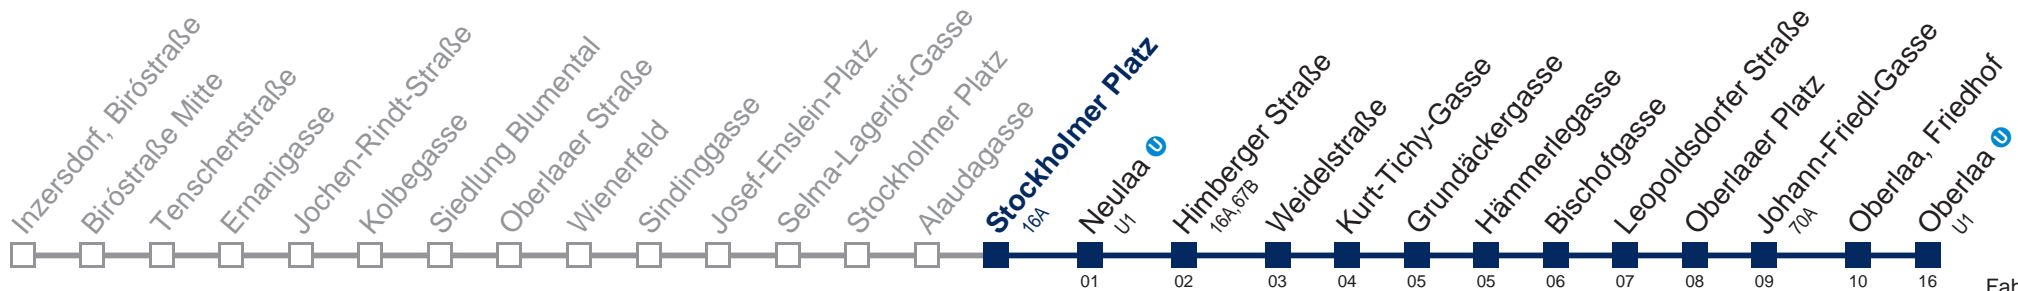 Inzersdorf, Biróstraße
Biróstraße Mitte
Tenschertstraße
Ernanigasse
Jochen-Rindt-Straße
Kolbegasse
Siedlung Blumental
Oberlaaer Straße
Wienerfeld
Sindinggasse
Josef-Enslein-Platz
Selma-Lagerlöf-Gasse
Stockholmer Platz
Alaudagasse
Stockholmer Platz
16A
Neulaa U
U1
Himberger Straße
16A,67B
Weidelstraße
Kurt-Tichy-Gasse
Grundäckergasse
Hämmerlegasse
Bischofgasse
Leopoldsdorfer Straße
Oberlaaer Platz
Johann-Friedl-Gasse
70A
Oberlaa, Friedhof
Oberlaa U
U1
01 02 03 04 05 05 06 07 08 09 10 16